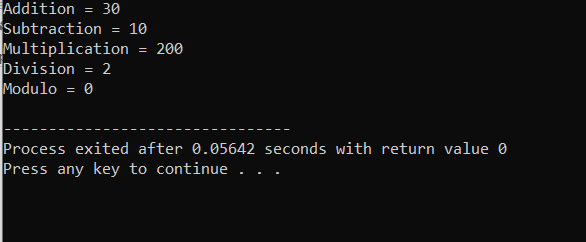 Addition = 30
Subtraction = 10
Multiplication = 200
Division = 2
Modulo = 0
--------------------------------
Process exited after 0.05642 seconds with return value 0
Press any key to continue . . .